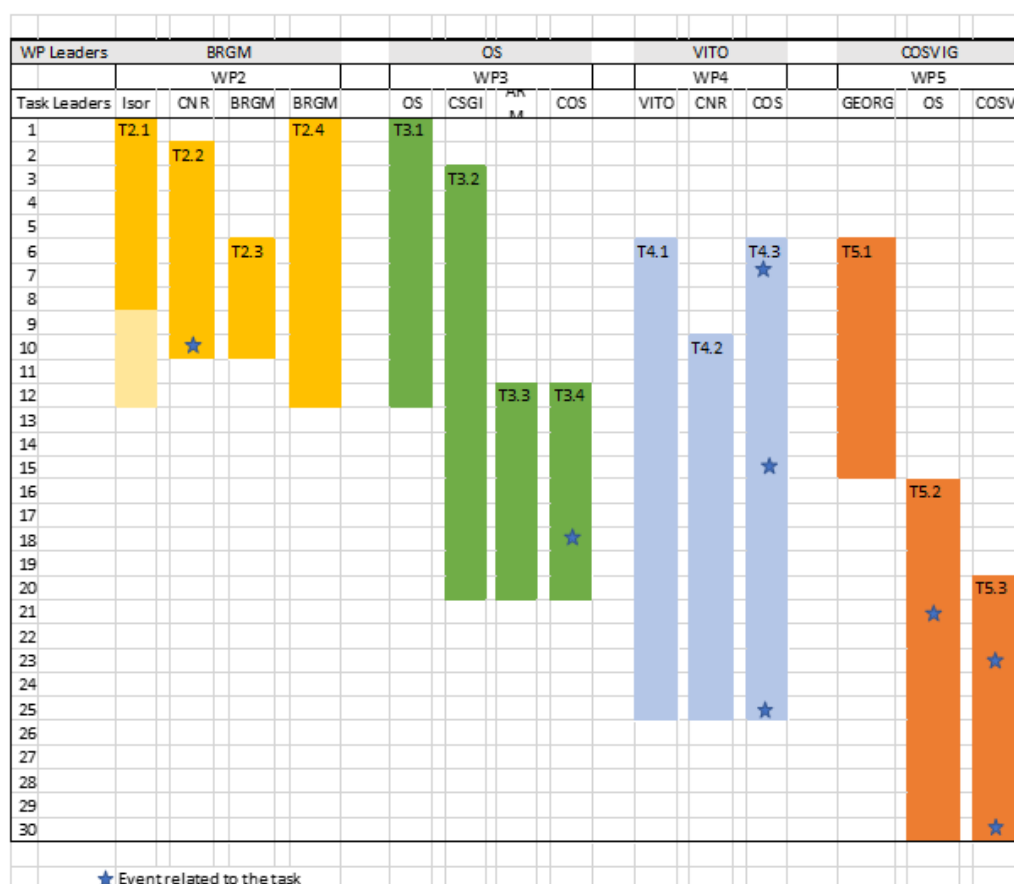 WP Leaders BRGM OS VITO COSVIG
WP2 WP3 WP4 WP5
Task Leaders Isor CNR BRGM BRGM OS CSGI COS VITO CNR COS GEORG OS COSV
1 T2.1 T2.4 T3.1
2 T2.2
3 T3.2
4
5
6 T2.3 T4.1 T4.3 T5.1
7
8
9
10 T4.2
11
12 T3.3 T3.4
13
14
15
16 T5.2
17
18
19
20 T5.3
21
22
23
24
25
26
27
28
29
30
Event related to the task